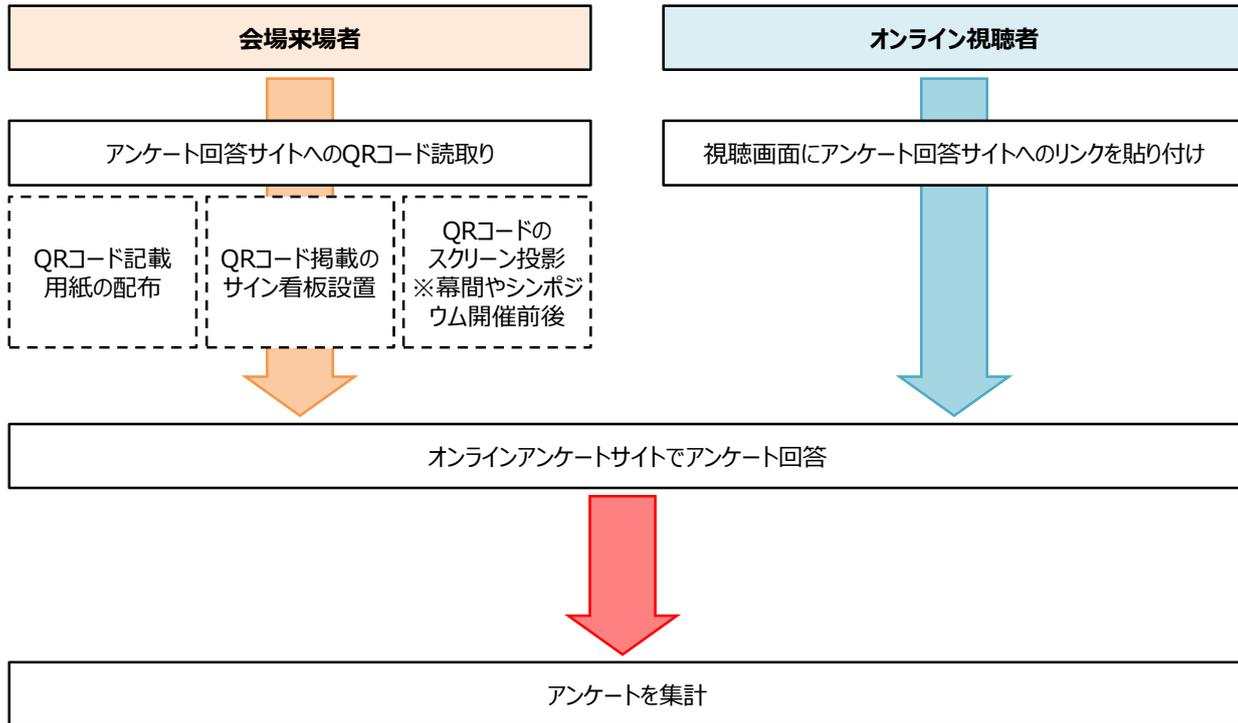 会場来場者
オンライン視聴者
アンケート回答サイトへのQRコード読取り
視聴画面にアンケート回答サイトへのリンクを貼り付け
QRコード記載
用紙の配布
QRコード掲載の
サイン看板設置
QRコードの
スクリーン投影
※幕間やシンポジ
ウム開催前後
オンラインアンケートサイトでアンケート回答
アンケートを集計